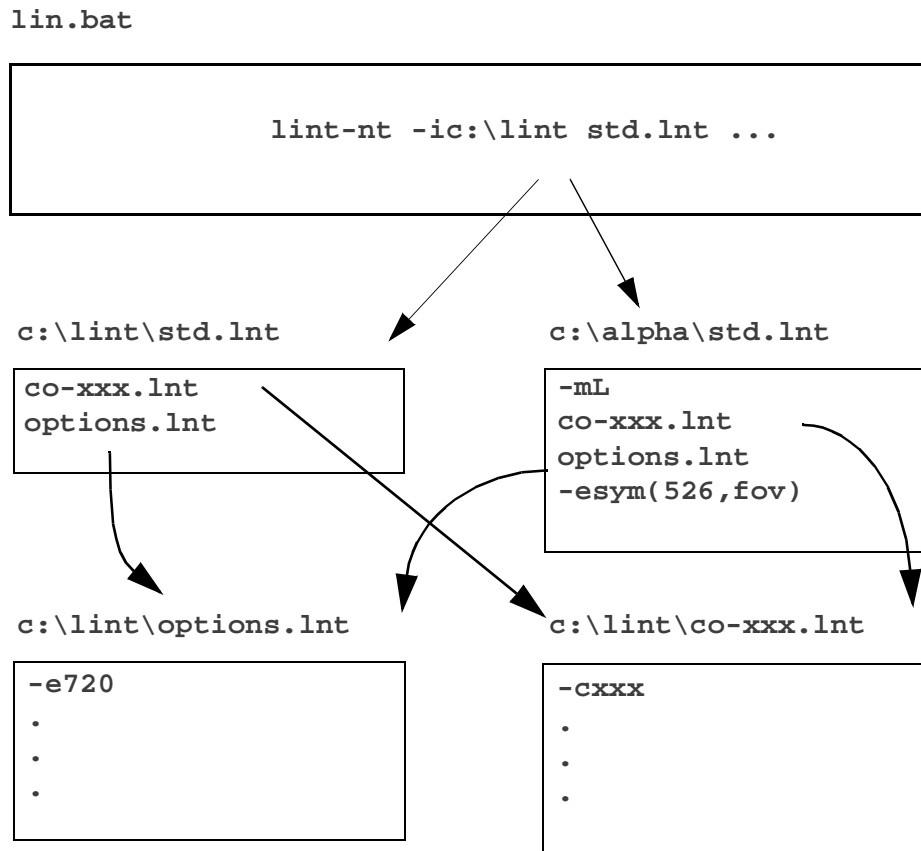 lin.bat
lint-nt -ic:\lint std.lnt ...
c:\lint\std.lnt
co-xxx.lnt
options.lnt
c:\alpha\std.lnt
-mL
co-xxx.lnt
options.lnt
-esym(526,fov)
c:\lint\options.lnt
-e720
.
.
.
c:\lint\co-xxx.lnt
-cxxx
.
.
.